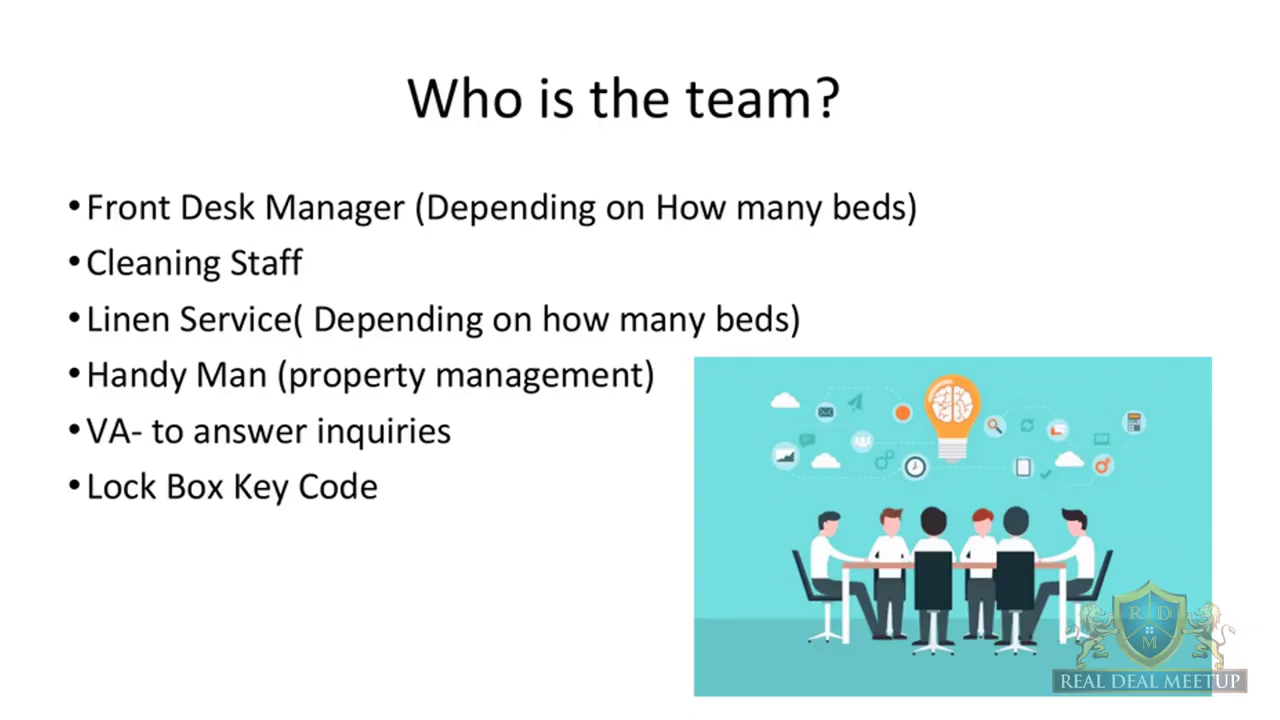 Who is the team?
•Front Desk Manager (Depending on How many beds)
•Cleaning Staff
•Linen Service( Depending on how many beds)
•Handy Man (property management)
•VA- to answer inquiries
•Lock Box Key Code
R D
M
REAL DEAL MEETUP